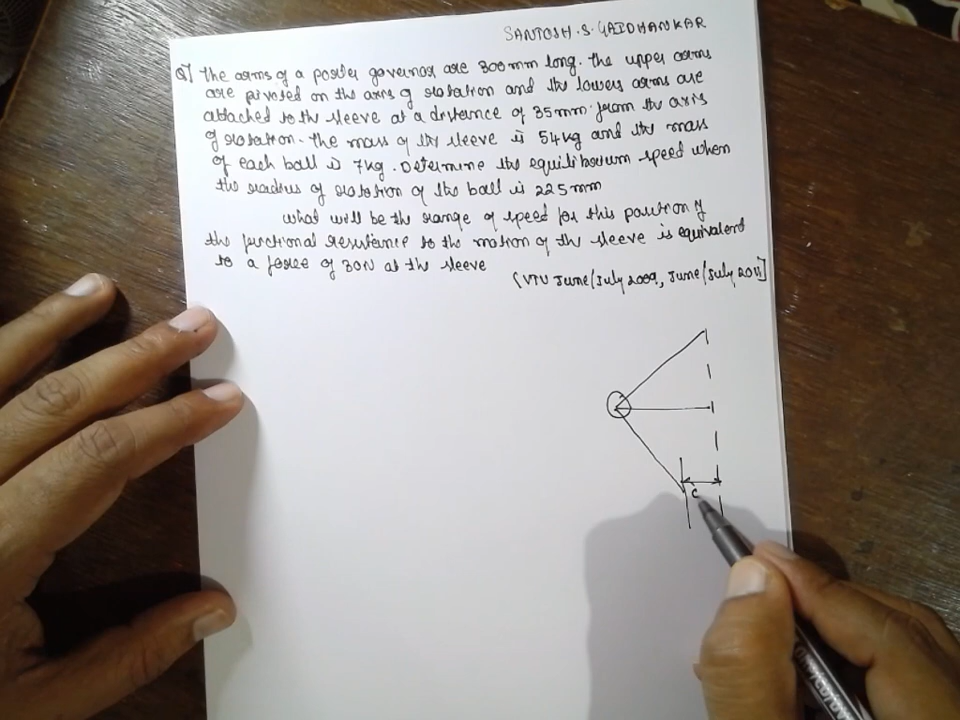 SANTOSH.S.GAIDHANKAR
Q] The arms of a porter governor are 300mm long. the upper arms
are pivoted on the axis of rotation and the lower arms are
attached to the sleeve at a distance of 35mm from the axis
of rotation. the mass of the sleeve is 54kg and the mass
of each ball is 7kg. Determine the equilibrium speed when
the radius of rotation of the ball is 225mm
what will be the range of speed for this position if
the frictional resistance to the motion of the sleeve is equivalent
to a force of 30N at the sleeve
[VTU June/July 2009, June/July 2011]
c